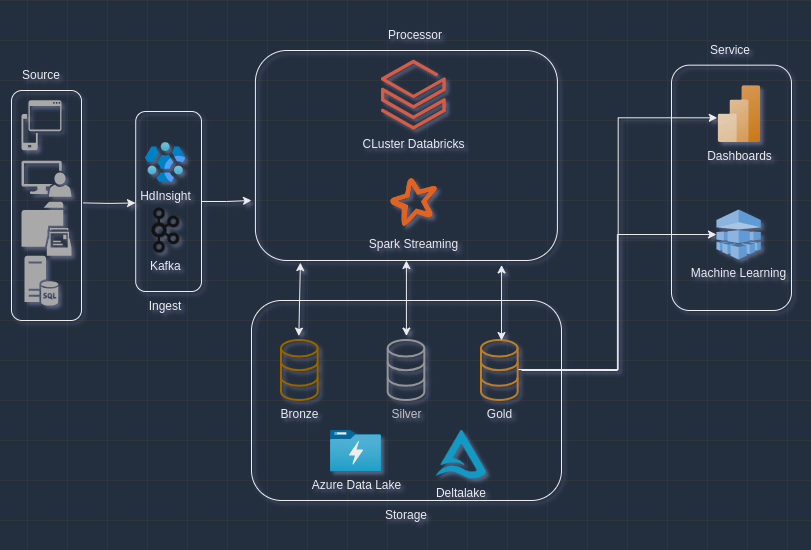 Processor
Service
Source
CLuster Databricks
Dashboards
HdInsight
Spark Streaming
Kafka
Machine Learning
SQL
Ingest
Bronze
Silver
Gold
Azure Data Lake
Deltalake
Storage